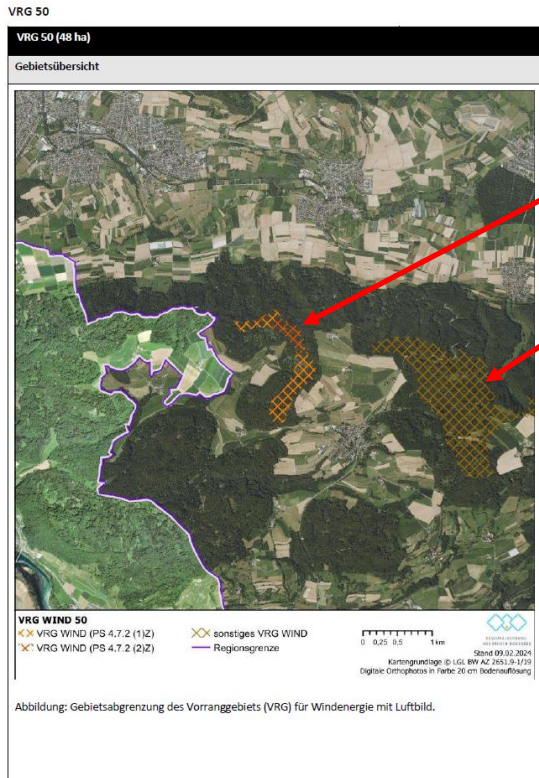 VRG 50
VRG 50 (48 ha)
Gebietsübersicht
VRG WIND 50
VRG WIND (PS 4.7.2 (1)Z)
VRG WIND (PS 4.7.2 (2)Z)
sonstiges VRG WIND
Regionsgrenze
0 0,25 0,5 1 km
Stand 09.02.2024
Kartengrundlage © LGL BW AZ 2651.9-1/19
Digitale Orthophotos in Farbe 20 cm Bodenauflösung
Abbildung: Gebietsabgrenzung des Vorranggebiets (VRG) für Windenergie mit Luftbild.